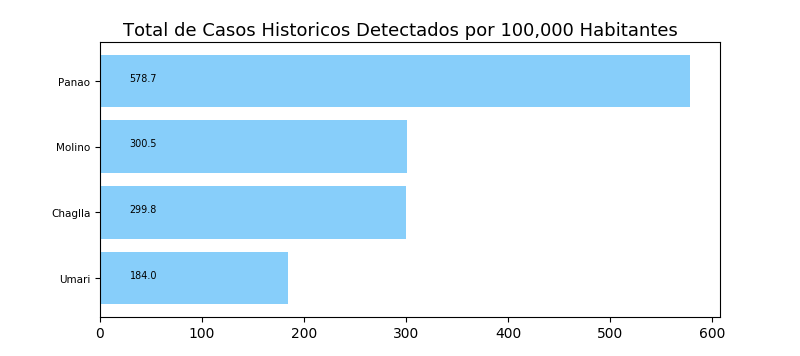 Total de Casos Historicos Detectados por 100,000 Habitantes
Panao 578.7
Molino 300.5
Chaglla 299.8
Umari 184.0
0 100 200 300 400 500 600